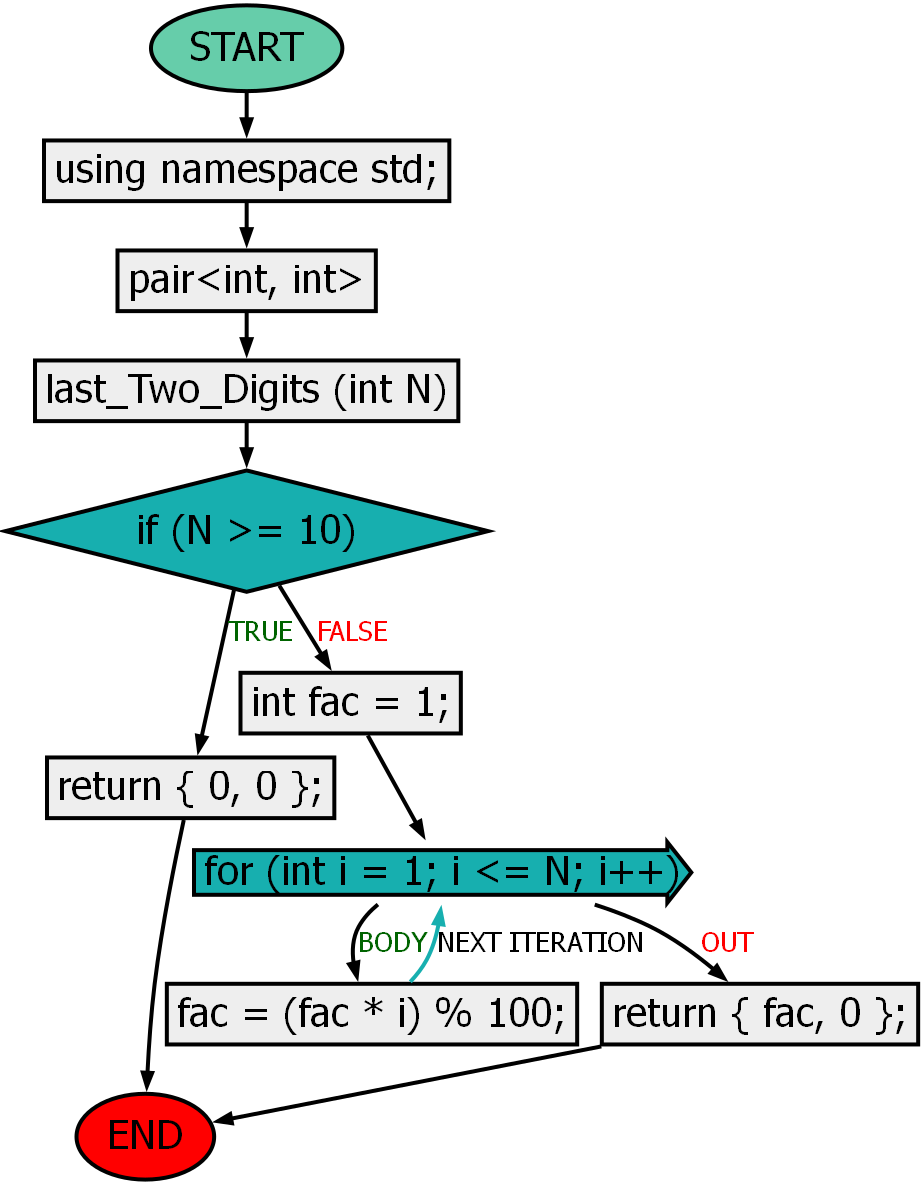 START
using namespace std;
pair<int, int>
last_Two_Digits (int N)
if (N >= 10)
TRUE
FALSE
int fac = 1;
return { 0, 0 };
for (int i = 1; i <= N; i++)
BODY
NEXT ITERATION
OUT
fac = (fac * i) % 100;
return { fac, 0 };
END